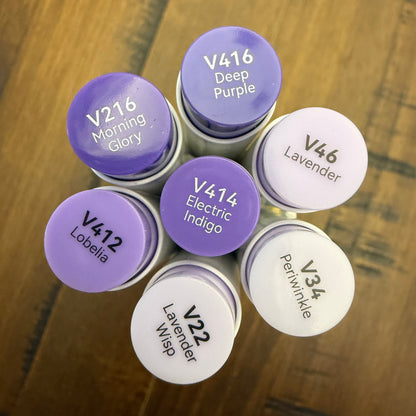 V416
Deep
Purple
V216
Morning
Glory
V46
Lavender
V414
Electric
Indigo
V412
Lobelia
V34
Periwinkle
V22
Lavender
Wisp